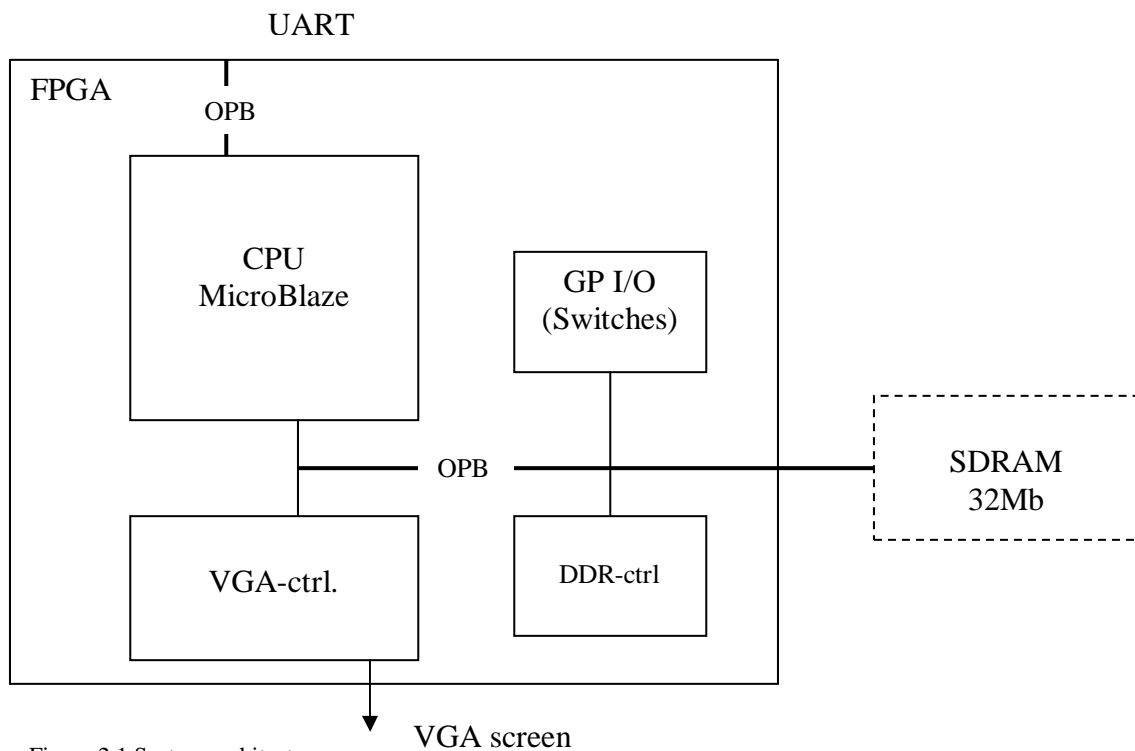 UART
FPGA
OPB
CPU
MicroBlaze
GP I/O
(Switches)
OPB
SDRAM
32Mb
VGA-ctrl.
DDR-ctrl
VGA screen